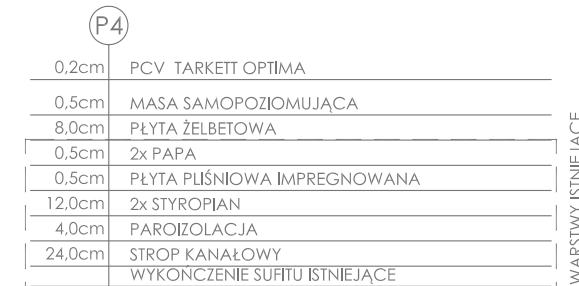 P4
0,2cm PCV TARKETT OPTIMA
0,5cm MASA SAMOPOZIOMUJĄCA
8,0cm PŁYTA ŻELBETOWA
0,5cm 2x PAPA
0,5cm PŁYTA PLIŚNIOWA IMPREGNOWANA
12,0cm 2x STYROPIAN
4,0cm PAROIZOLACJA
24,0cm STROP KANAŁOWY
WYKOŃCZENIE SUFITU ISTNIEJĄCE
WARSTWY ISTNIEJĄCE